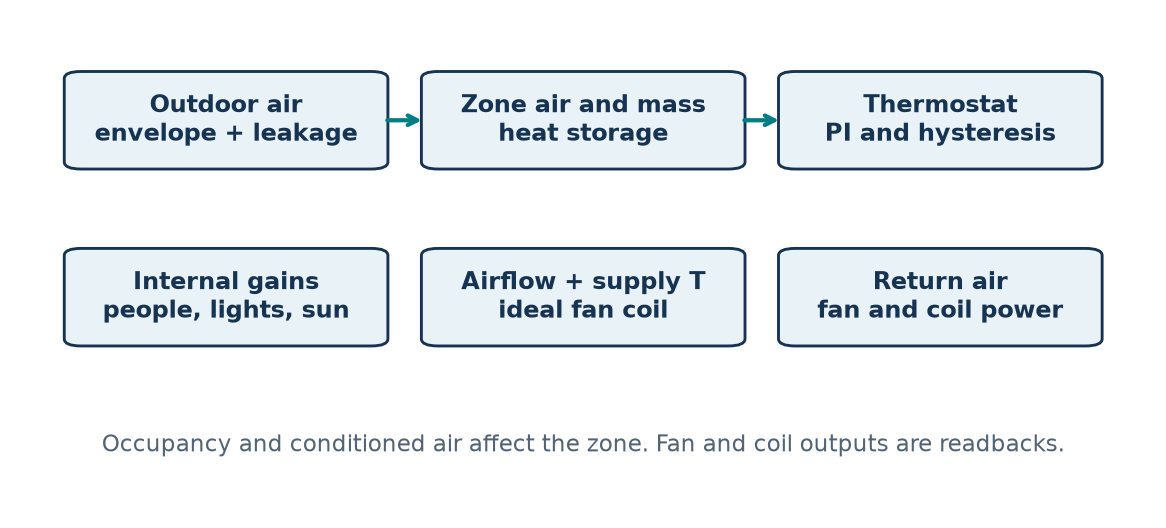 Outdoor air
envelope + leakage
Zone air and mass
heat storage
Thermostat
PI and hysteresis
Internal gains
people, lights, sun
Airflow + supply T
ideal fan coil
Return air
fan and coil power
Occupancy and conditioned air affect the zone. Fan and coil outputs are readbacks.